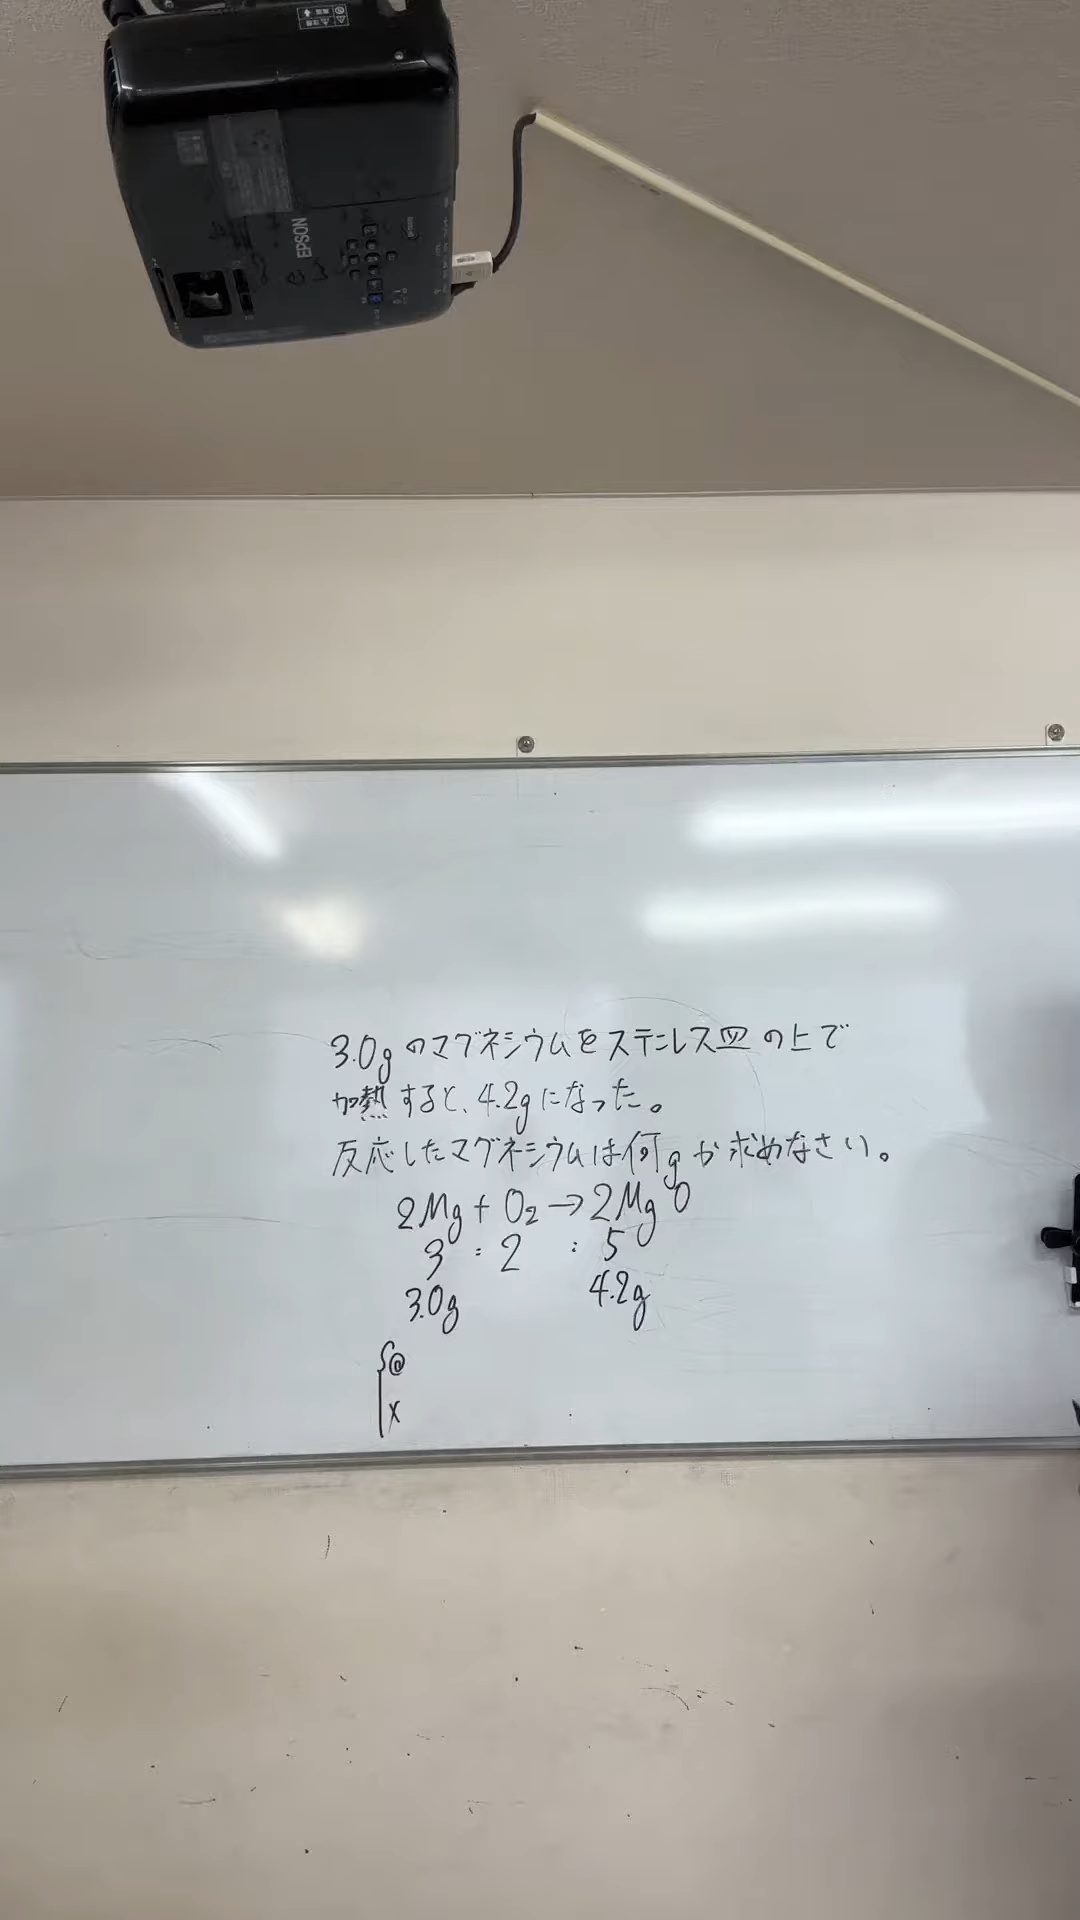 EPSON
3.0gのマグネシウムをステンレス皿の上で
加熱すると、4.2gになった。
反応したマグネシウムは何gか求めなさい。
2Mg + O₂ → 2MgO
3 : 2 : 5
3.0g 4.2g
x